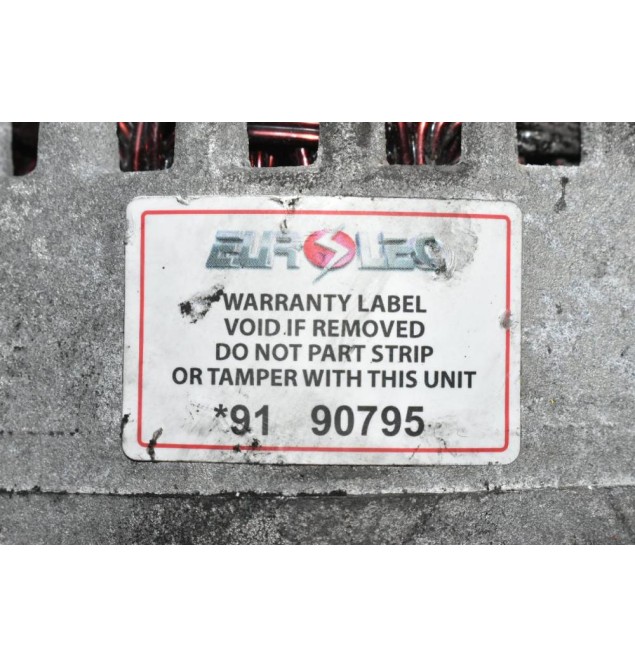 EUROLEC
WARRANTY LABEL
VOID IF REMOVED
DO NOT PART STRIP
OR TAMPER WITH THIS UNIT
*91 90795